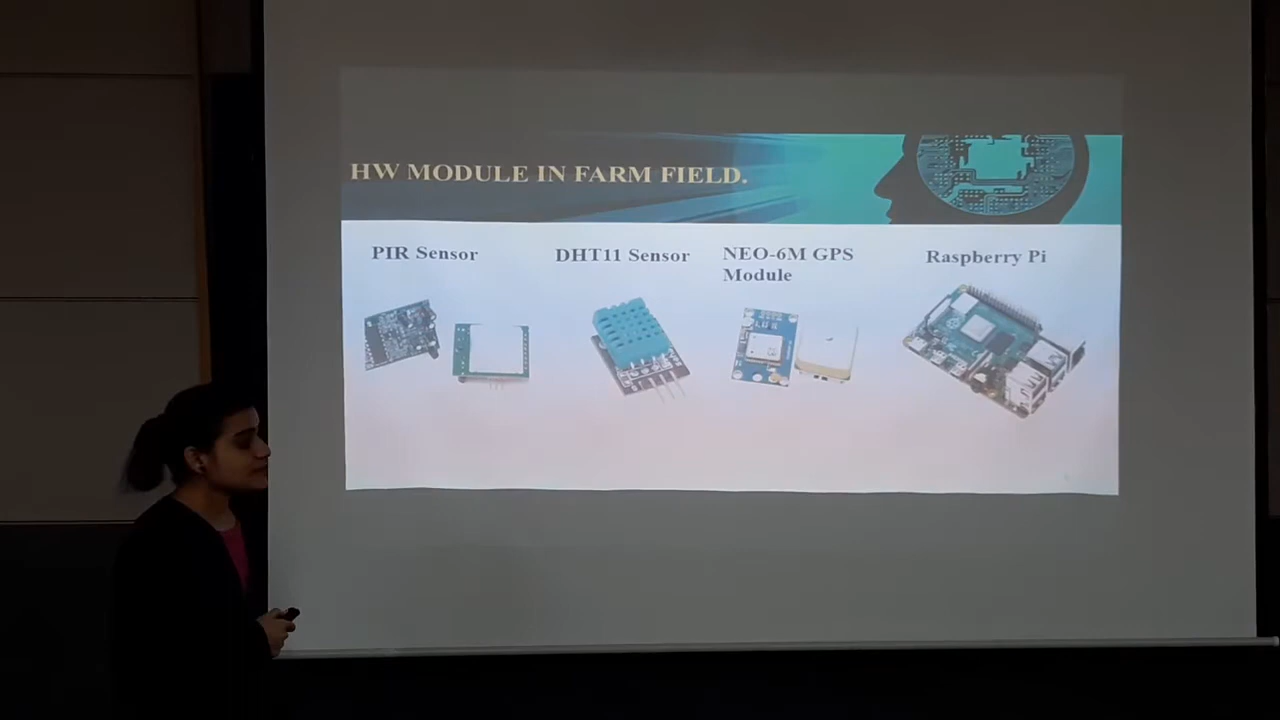 HW MODULE IN FARM FIELD.
PIR Sensor
DHT11 Sensor
NEO-6M GPS
Module
Raspberry Pi